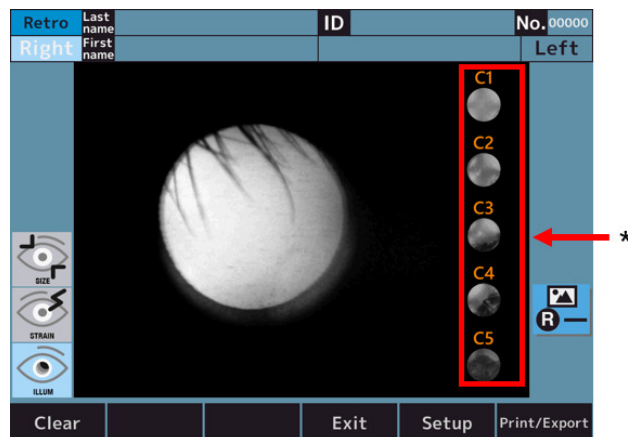 Retro Last name ID No. 00000
Right First name Left
C1
C2
C3
*
C4
C5
SIZE
STRAIN
ILLUM
R
Clear Exit Setup Print/Export